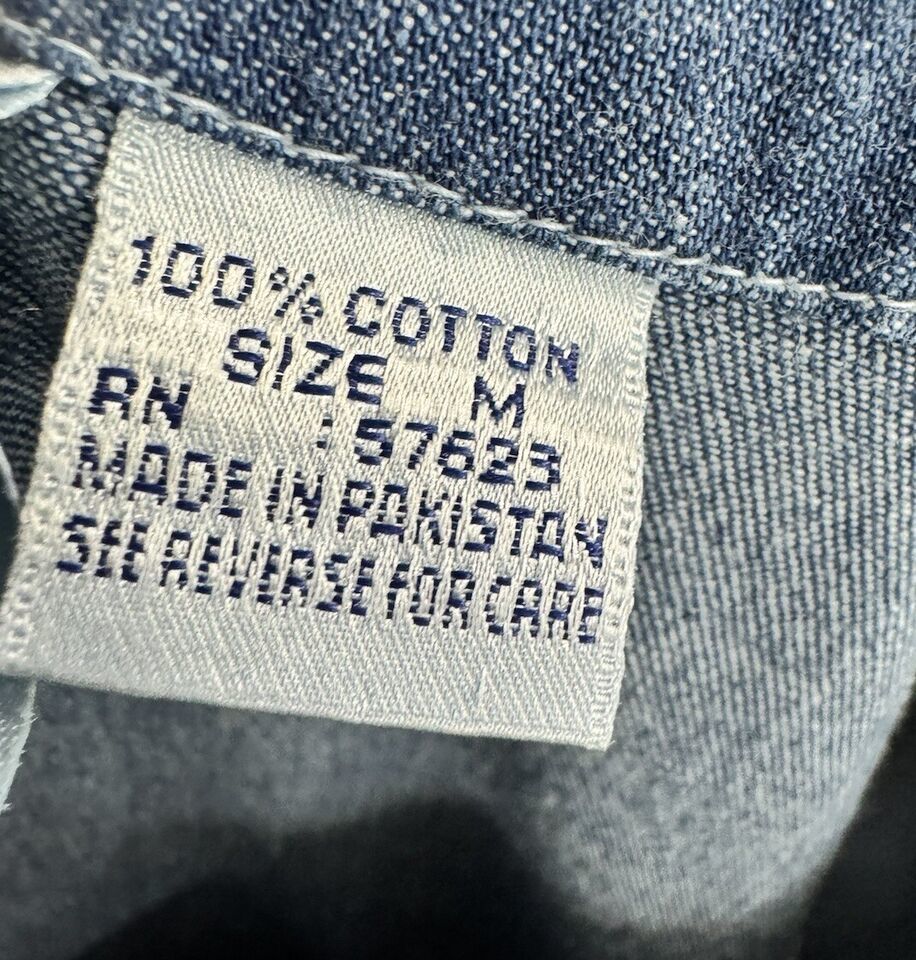 100% COTTON
SIZE M
RN : 57623
MADE IN PAKISTAN
SEE REVERSE FOR CARE